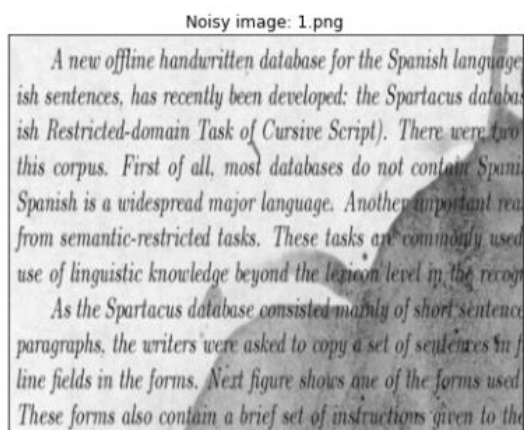 Noisy image: 1.png
A new offline handwritten database for the Spanish language
ish sentences, has recently been developed: the Spartacus databas
ish Restricted-domain Task of Cursive Script). There were two
this corpus. First of all, most databases do not contain Spani
Spanish is a widespread major language. Another important rea
from semantic-restricted tasks. These tasks are commonly used
use of linguistic knowledge beyond the lexicon level in the recogn
As the Spartacus database consisted mainly of short sentence
paragraphs, the writers were asked to copy a set of sentences in f
line fields in the forms. Next figure shows one of the forms used
These forms also contain a brief set of instructions given to the